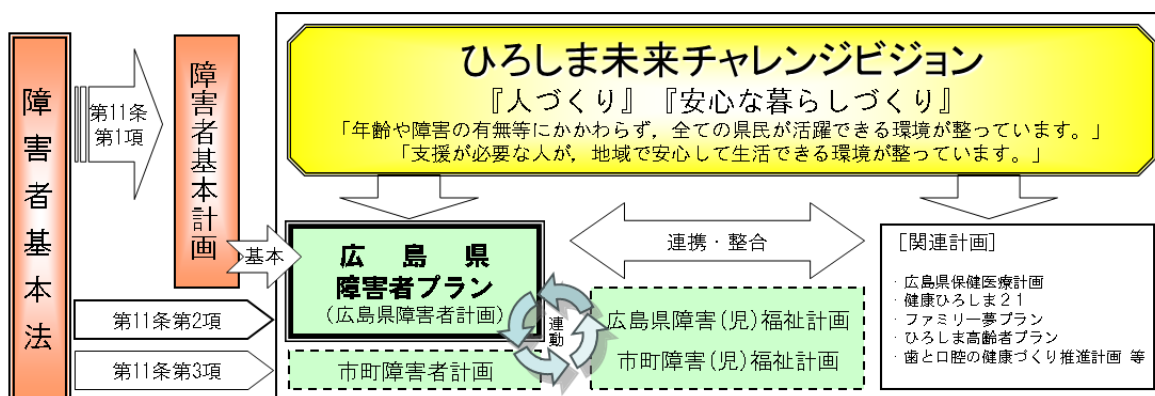 障害者基本法
第11条
第1項
障害者基本計画
ひろしま未来チャレンジビジョン
『人づくり』『安心な暮らしづくり』
「年齢や障害の有無等にかかわらず，全ての県民が活躍できる環境が整っています。」
「支援が必要な人が，地域で安心して生活できる環境が整っています。」
基本
広島県
障害者プラン
(広島県障害者計画)
連携・整合
[関連計画]
・広島県保健医療計画
・健康ひろしま２１
・ファミリー夢プラン
・ひろしま高齢者プラン
・歯と口腔の健康づくり推進計画 等
第11条第2項
連動
広島県障害(児)福祉計画
市町障害(児)福祉計画
第11条第3項
市町障害者計画